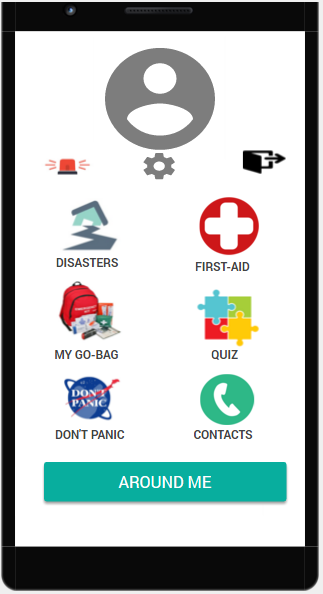 DISASTERS
FIRST-AID
MY GO-BAG
QUIZ
DON'T
PANIC
DON'T PANIC
CONTACTS
AROUND ME